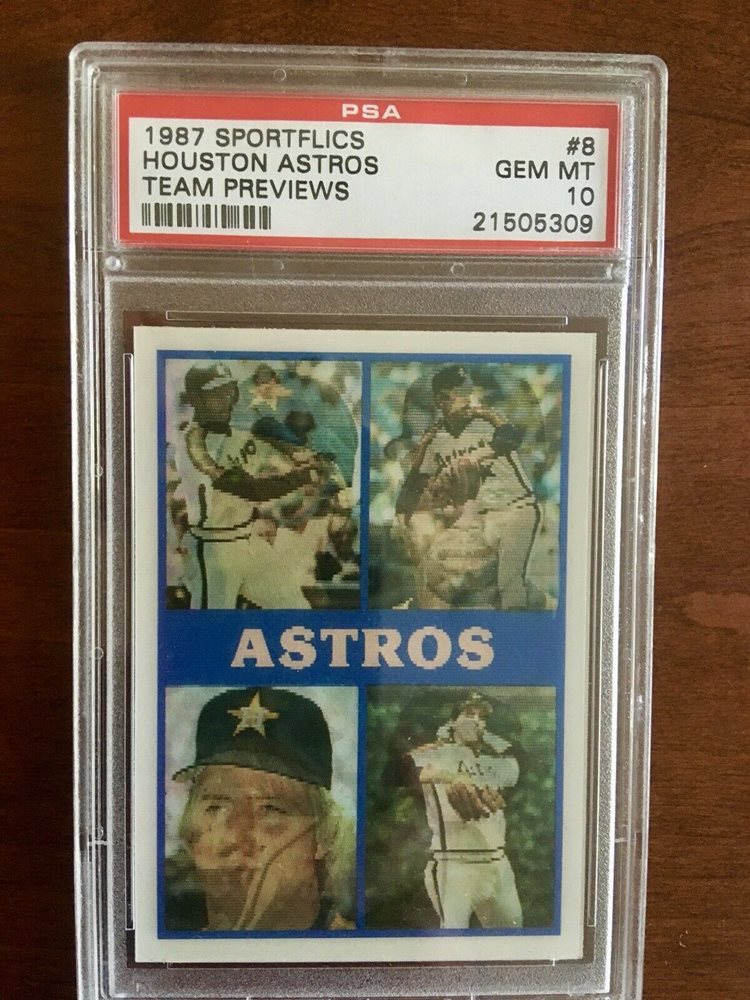 PSA
1987 SPORTFLICS #8
HOUSTON ASTROS GEM MT
TEAM PREVIEWS 10
21505309
ASTROS